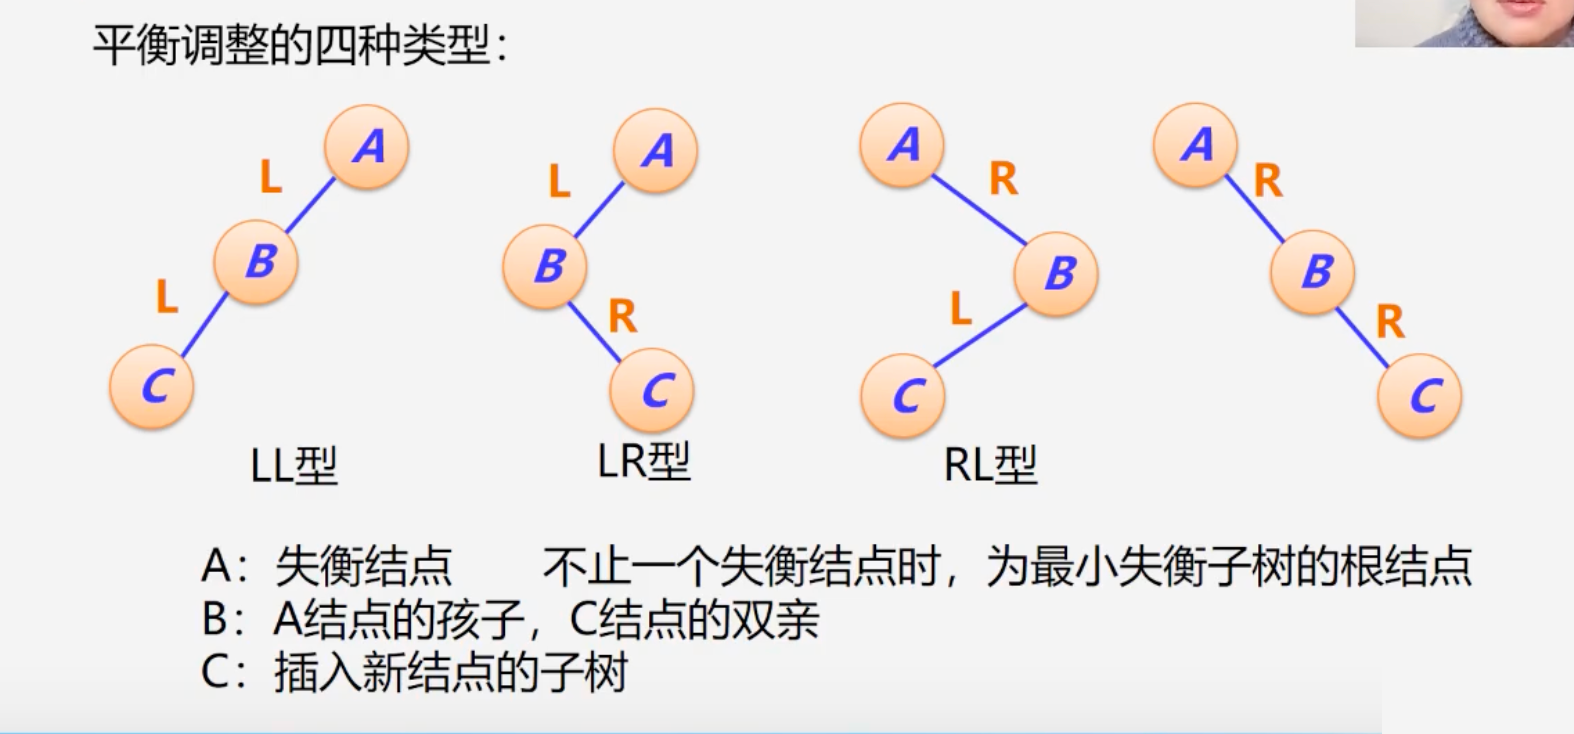 平衡调整的四种类型：
A
L
B
L
C
LL型
A
L
B
R
C
LR型
A
R
B
L
C
RL型
A
R
B
R
C
A：失衡结点 不止一个失衡结点时，为最小失衡子树的根结点
B：A结点的孩子，C结点的双亲
C：插入新结点的子树